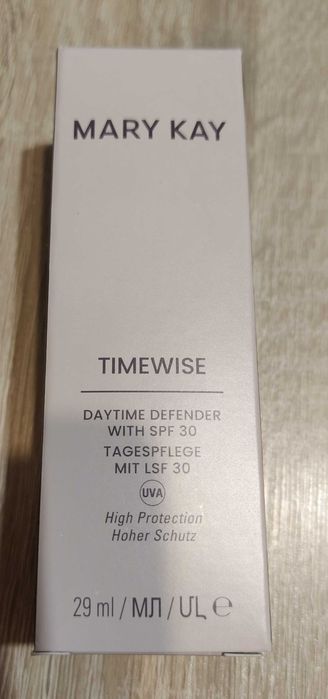 MARY KAY
TIMEWISE
DAYTIME DEFENDER
WITH SPF 30
TAGESPFLEGE
MIT LSF 30
UVA
High Protection
Hoher Schutz
29 ml / МЛ / ՄԼ ℮